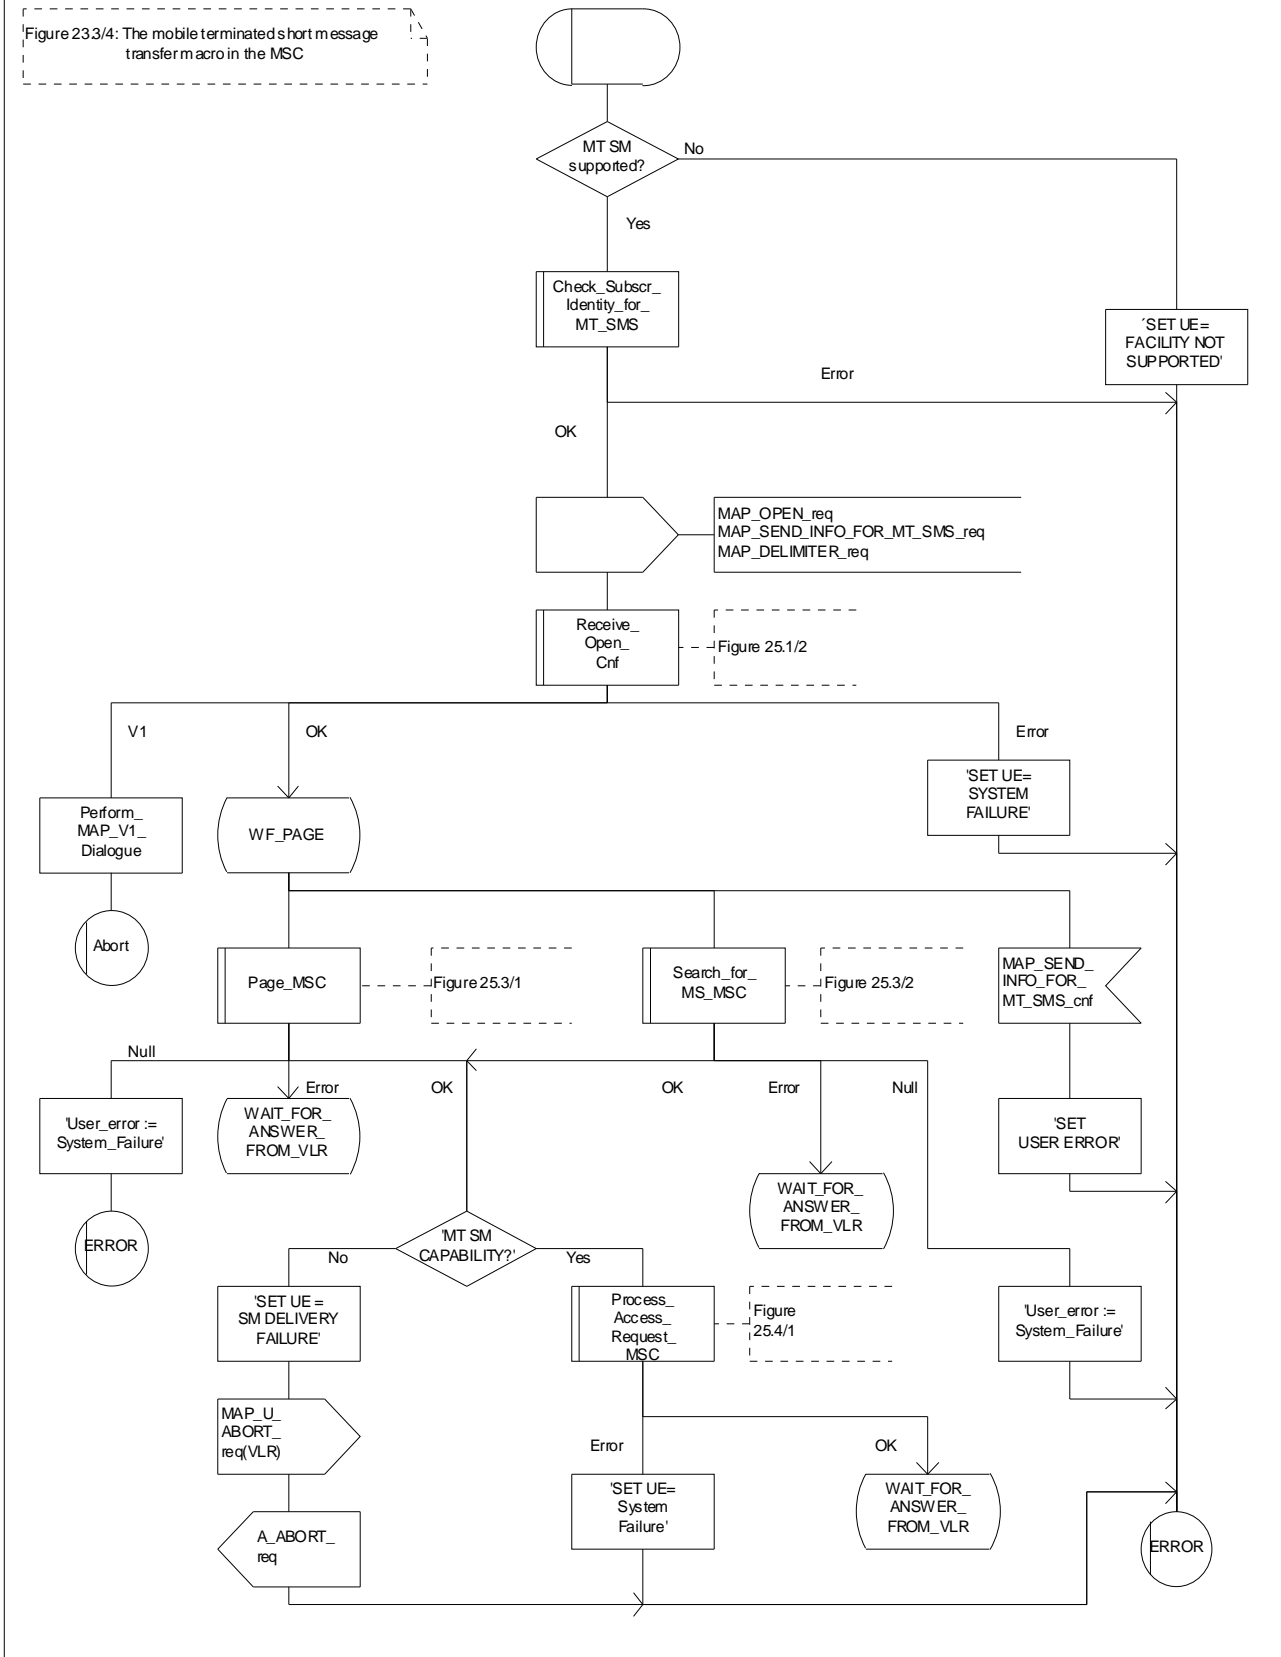 Figure 23.3/4: The mobile terminated short message
transfer macro in the MSC
MT SM
supported?
No
Yes
Check_Subscr_
Identity_for_
MT_SMS
´SET UE=
FACILITY NOT
SUPPORTED'
Error
OK
MAP_OPEN_req
MAP_SEND_INFO_FOR_MT_SMS_req
MAP_DELIMITER_req
Receive_
Open_
Cnf
Figure 25.1/2
V1
OK
Error
'SET UE=
SYSTEM
FAILURE'
Perform_
MAP_V1_
Dialogue
WF_PAGE
Abort
Page_MSC
Figure 25.3/1
Search_for_
MS_MSC
Figure 25.3/2
MAP_SEND_
INFO_FOR_
MT_SMS_cnf
Null
Error
OK
OK
Error
Null
'User_error :=
System_Failure'
WAIT_FOR_
ANSWER_
FROM_VLR
'SET
USER ERROR'
WAIT_FOR_
ANSWER_
FROM_VLR
ERROR
'MT SM
CAPABILITY?'
No
Yes
'SET UE =
SM DELIVERY
FAILURE'
Process_
Access_
Request_
MSC
Figure
25.4/1
'User_error :=
System_Failure'
MAP_U_
ABORT_
req(VLR)
Error
OK
'SET UE=
System
Failure'
WAIT_FOR_
ANSWER_
FROM_VLR
A_ABORT_
req
ERROR